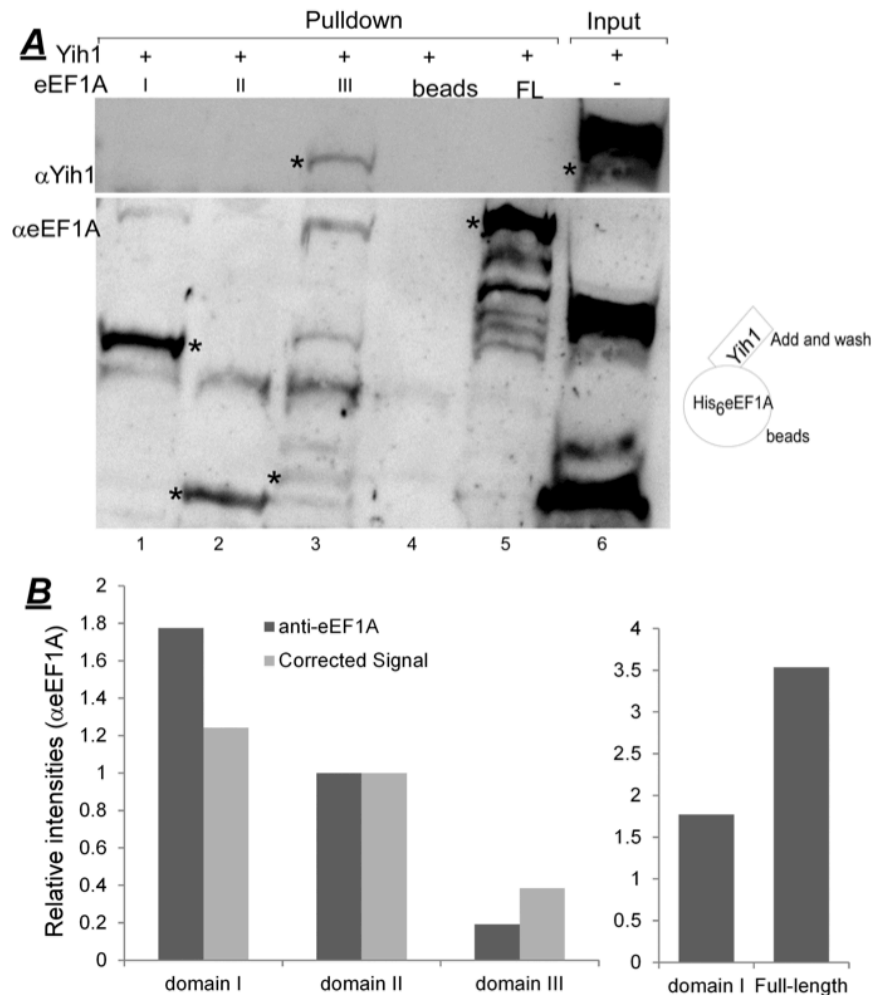 Pulldown Input
A
Yih1 + + + + + +
eEF1A I II III beads FL -
* *
αYih1
αeEF1A *
*
*
*
1 2 3 4 5 6
Yih1 Add and wash
His6eEF1A
beads
B
Relative intensities (αeEF1A)
2
1.8
1.6
1.4
1.2
1
0.8
0.6
0.4
0.2
0
anti-eEF1A
Corrected Signal
domain I domain II domain III
4
3.5
3
2.5
2
1.5
1
0.5
0
domain I Full-length